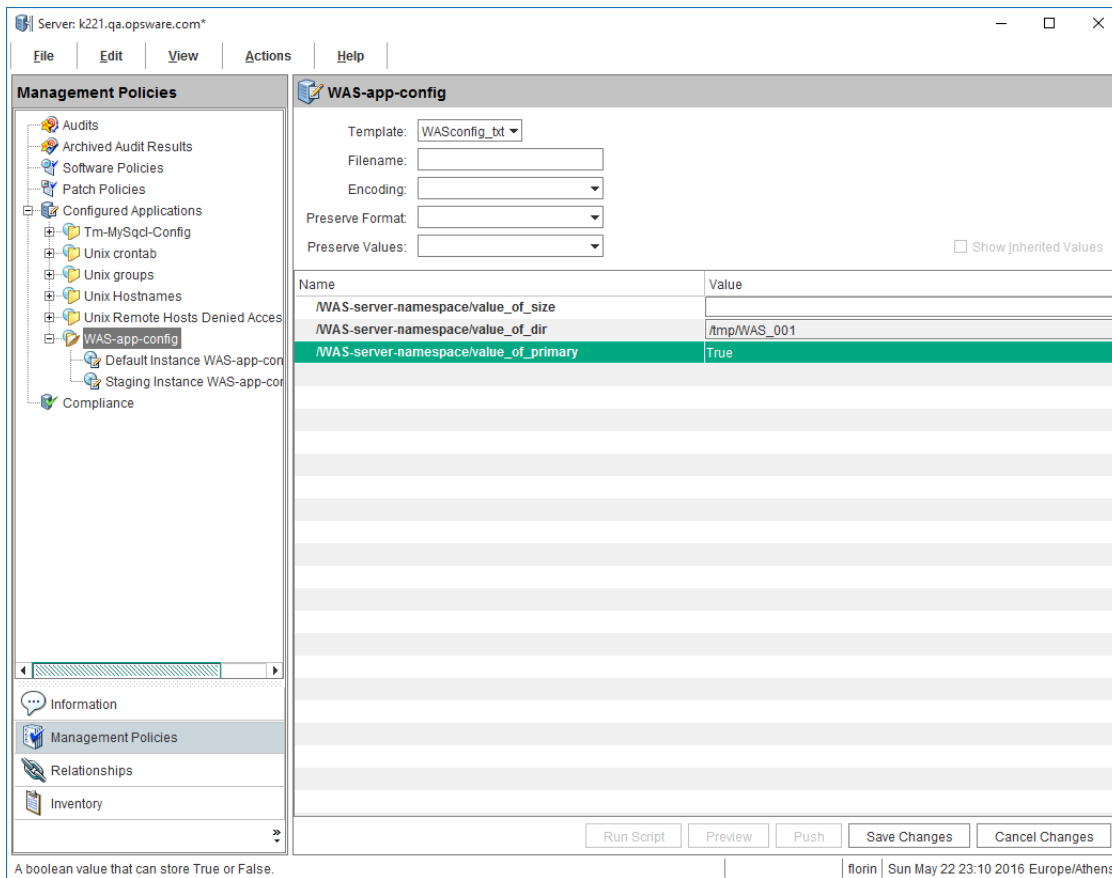 Server: k221.qa.opsware.com*
File Edit View Actions Help
Management Policies
Audits
Archived Audit Results
Software Policies
Patch Policies
Configured Applications
Tm-MySqcl-Config
Unix crontab
Unix groups
Unix Hostnames
Unix Remote Hosts Denied Acces
WAS-app-config
Default Instance WAS-app-con
Staging Instance WAS-app-cor
Compliance
Information
Management Policies
Relationships
Inventory
»
WAS-app-config
Template: WASconfig_txt
Filename:
Encoding:
Preserve Format:
Preserve Values:
Show Inherited Values
Name Value
/WAS-server-namespace/value_of_size
/WAS-server-namespace/value_of_dir /tmp/WAS_001
/WAS-server-namespace/value_of_primary True
Run Script Preview Push Save Changes Cancel Changes
A boolean value that can store True or False. florin Sun May 22 23:10 2016 Europe/Athens